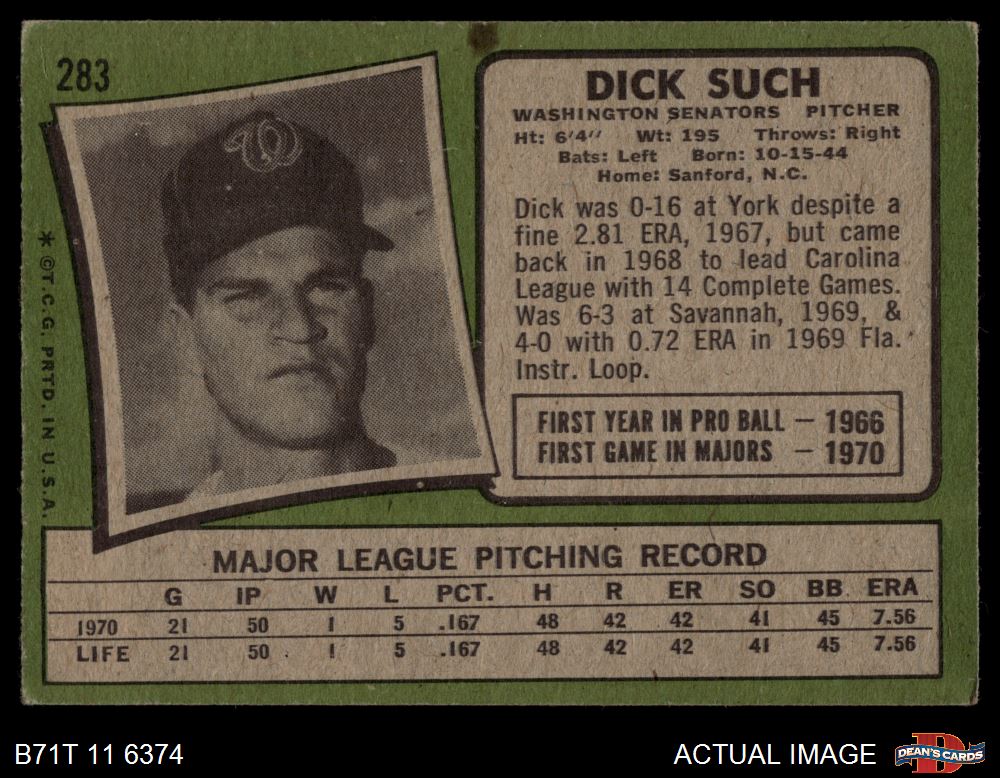 283
DICK SUCH
WASHINGTON SENATORS PITCHER
Ht: 6'4" Wt: 195 Throws: Right
Bats: Left Born: 10-15-44
Home: Sanford, N.C.
Dick was 0-16 at York despite a
fine 2.81 ERA, 1967, but came
back in 1968 to lead Carolina
League with 14 Complete Games.
Was 6-3 at Savannah, 1969, &
4-0 with 0.72 ERA in 1969 Fla.
Instr. Loop.
FIRST YEAR IN PRO BALL — 1966
FIRST GAME IN MAJORS — 1970
W
* ©T.C.G. PRTD. IN U.S.A.
MAJOR LEAGUE PITCHING RECORD
G IP W L PCT. H R ER SO BB ERA
1970 21 50 1 5 .167 48 42 42 41 45 7.56
LIFE 21 50 1 5 .167 48 42 42 41 45 7.56
B71T 11 6374
ACTUAL IMAGE
D
DEAN'S CARDS